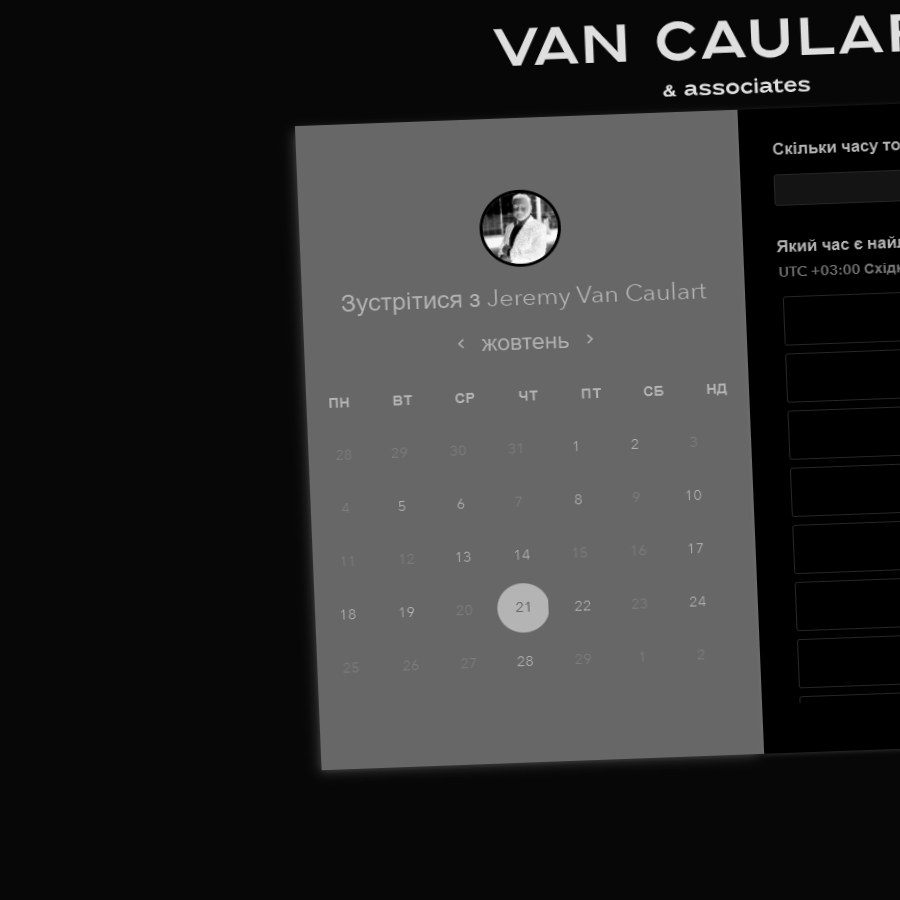 VAN CAULAR
& associates
Зустрітися з Jeremy Van Caulart
‹ жовтень ›
ПН ВТ СР ЧТ ПТ СБ НД
28 29 30 31 1 2 3
4 5 6 7 8 9 10
11 12 13 14 15 16 17
18 19 20 21 22 23 24
25 26 27 28 29 1 2
Скільки часу то
Який час є най
UTC +03:00 Східн